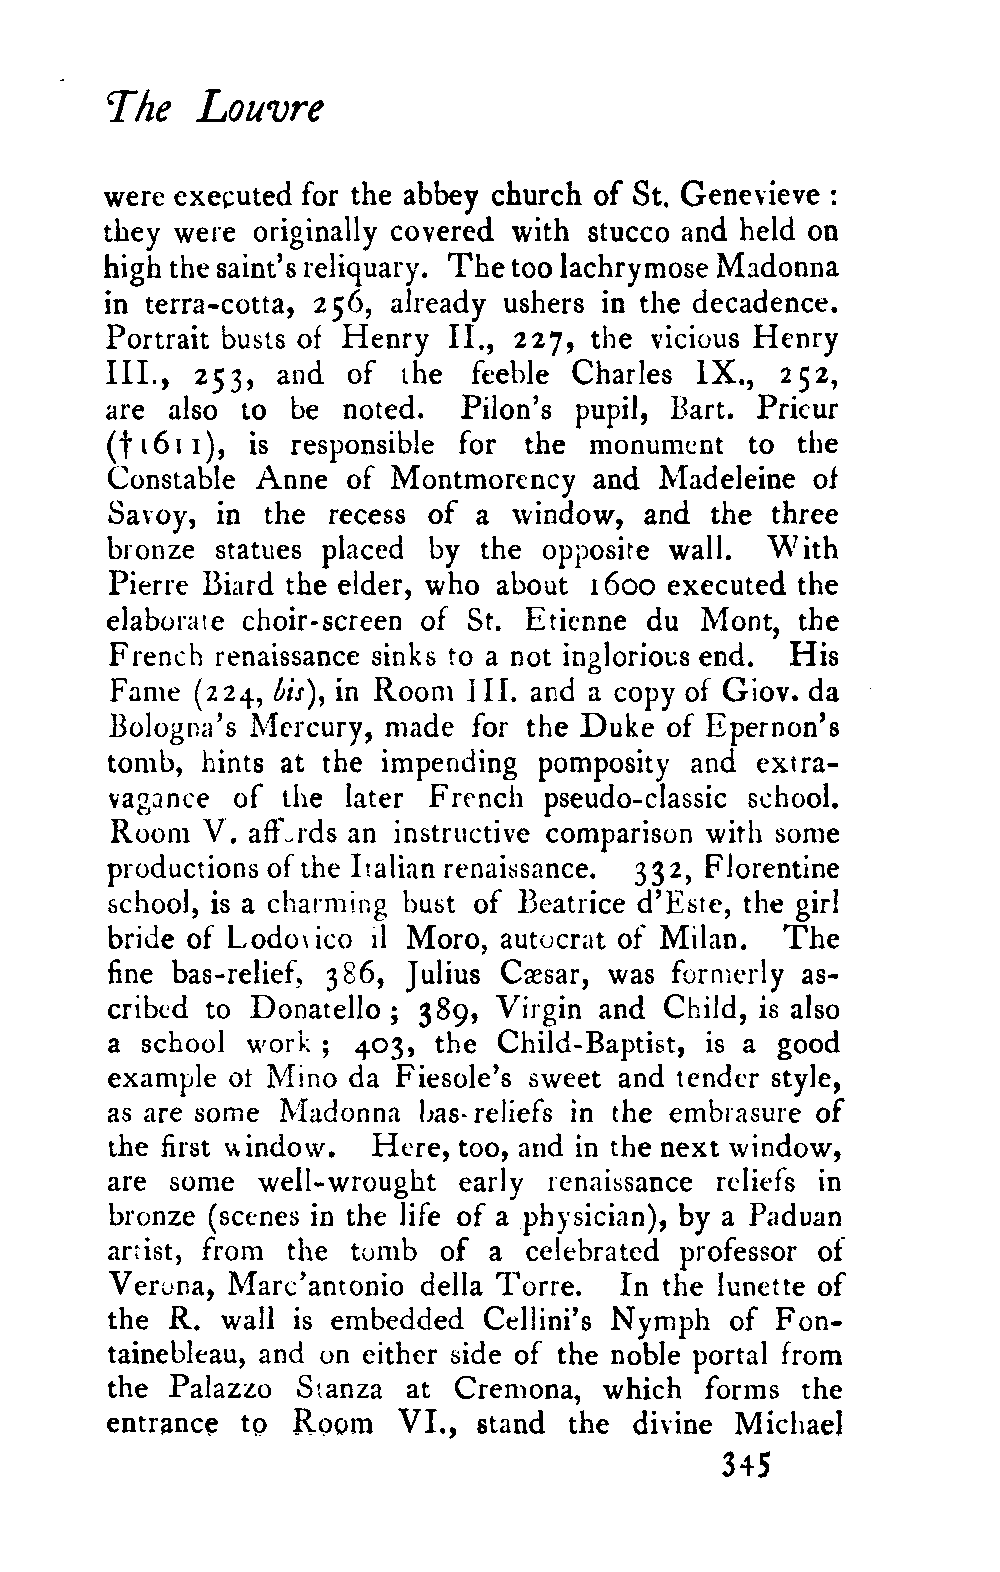 The Louvre
were executed for the abbey church of St. Genevieve :
they were originally covered with stucco and held on
high the saint's reliquary. The too lachrymose Madonna
in terra-cotta, 256, already ushers in the decadence.
Portrait busts of Henry II., 227, the vicious Henry
III., 253, and of the feeble Charles IX., 252,
are also to be noted. Pilon's pupil, Bart. Prieur
(†1611), is responsible for the monument to the
Constable Anne of Montmorency and Madeleine of
Savoy, in the recess of a window, and the three
bronze statues placed by the opposite wall. With
Pierre Biard the elder, who about 1600 executed the
elaborate choir-screen of St. Etienne du Mont, the
French renaissance sinks to a not inglorious end. His
Fame (224, bis), in Room III. and a copy of Giov. da
Bologna's Mercury, made for the Duke of Epernon's
tomb, hints at the impending pomposity and extra-
vagance of the later French pseudo-classic school.
Room V. affords an instructive comparison with some
productions of the Italian renaissance. 332, Florentine
school, is a charming bust of Beatrice d'Este, the girl
bride of Lodovico il Moro, autocrat of Milan. The
fine bas-relief, 386, Julius Cæsar, was formerly as-
cribed to Donatello ; 389, Virgin and Child, is also
a school work ; 403, the Child-Baptist, is a good
example of Mino da Fiesole's sweet and tender style,
as are some Madonna bas-reliefs in the embrasure of
the first window. Here, too, and in the next window,
are some well-wrought early renaissance reliefs in
bronze (scenes in the life of a physician), by a Paduan
artist, from the tomb of a celebrated professor of
Verona, Marc'antonio della Torre. In the lunette of
the R. wall is embedded Cellini's Nymph of Fon-
tainebleau, and on either side of the noble portal from
the Palazzo Stanza at Cremona, which forms the
entrance to Room VI., stand the divine Michael
345